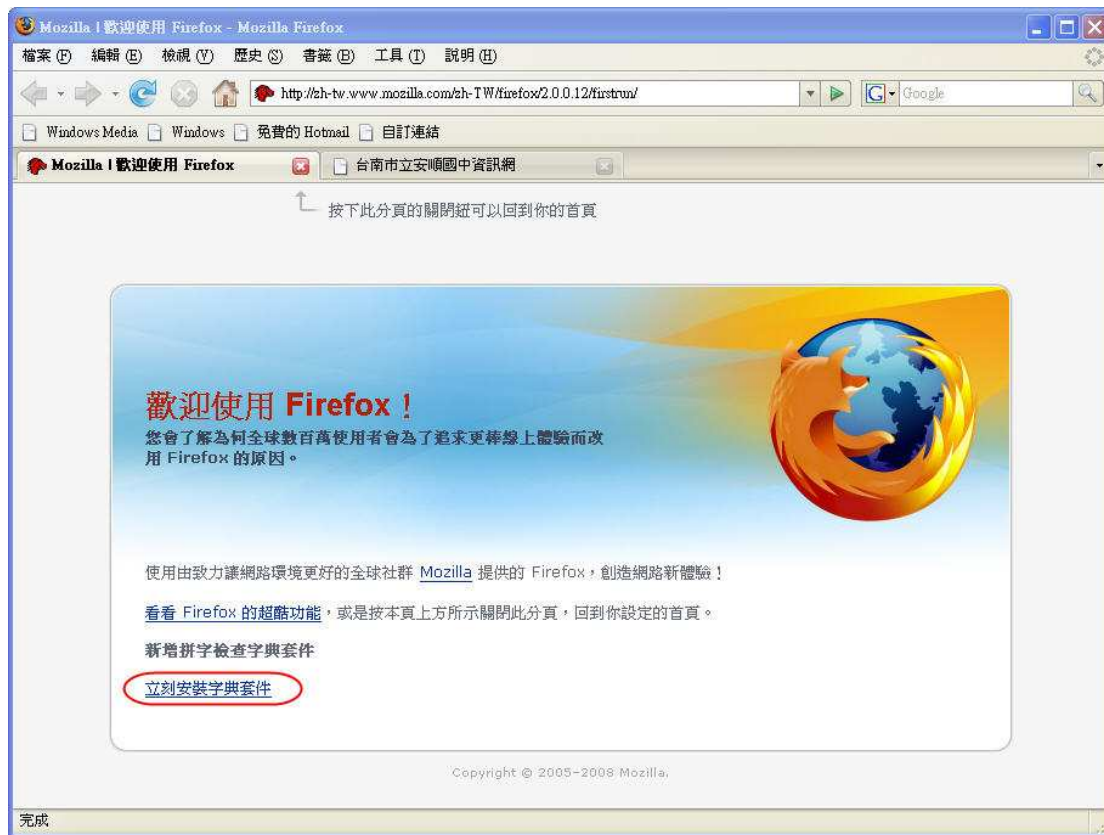 Mozilla | 歡迎使用 Firefox - Mozilla Firefox
檔案(F) 編輯(E) 檢視(V) 歷史(S) 書籤(B) 工具(T) 說明(H)
http://zh-tw.www.mozilla.com/zh-TW/firefox/2.0.0.12/firstrun/ G Google
Windows Media Windows 免費的 Hotmail 自訂連結
Mozilla | 歡迎使用 Firefox 台南市立安順國中資訊網
按下此分頁的關閉鈕可以回到你的首頁
歡迎使用 Firefox！
您會了解為何全球數百萬使用者會為了追求更棒線上體驗而改
用 Firefox 的原因。
使用由致力讓網路環境更好的全球社群 Mozilla 提供的 Firefox，創造網路新體驗！
看看 Firefox 的超酷功能，或是按本頁上方所示關閉此分頁，回到你設定的首頁。
新增拼字檢查字典套件
立刻安裝字典套件
Copyright © 2005-2008 Mozilla.
完成